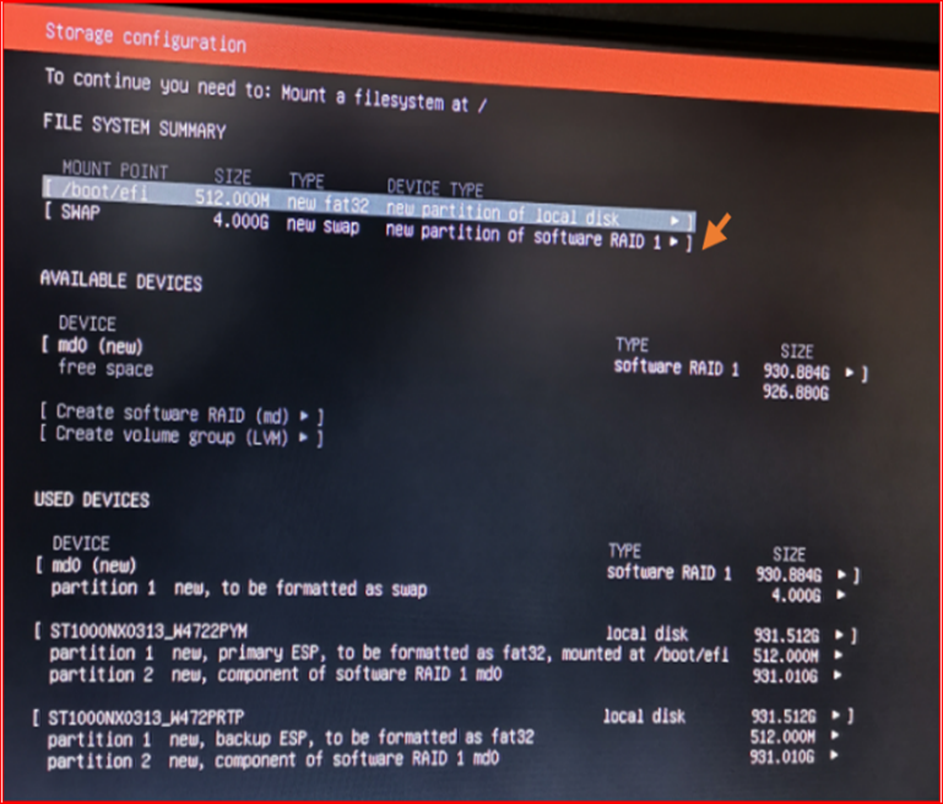 Storage configuration
To continue you need to: Mount a filesystem at /
FILE SYSTEM SUMMARY
MOUNT POINT SIZE TYPE DEVICE TYPE
[ /boot/efi 512.000M new fat32 new partition of local disk ▸ ]
[ SWAP 4.000G new swap new partition of software RAID 1 ▸ ]
AVAILABLE DEVICES
DEVICE TYPE SIZE
[ md0 (new) software RAID 1 930.884G ▸ ]
free space 926.880G
[ Create software RAID (md) ▸ ]
[ Create volume group (LVM) ▸ ]
USED DEVICES
DEVICE TYPE SIZE
[ md0 (new) software RAID 1 930.884G ▸ ]
partition 1 new, to be formatted as swap 4.000G ▸
[ ST1000NX0313_W4722PYM local disk 931.512G ▸ ]
partition 1 new, primary ESP, to be formatted as fat32, mounted at /boot/efi 512.000M ▸
partition 2 new, component of software RAID 1 md0 931.010G ▸
[ ST1000NX0313_W472PRTP local disk 931.512G ▸ ]
partition 1 new, backup ESP, to be formatted as fat32 512.000M ▸
partition 2 new, component of software RAID 1 md0 931.010G ▸